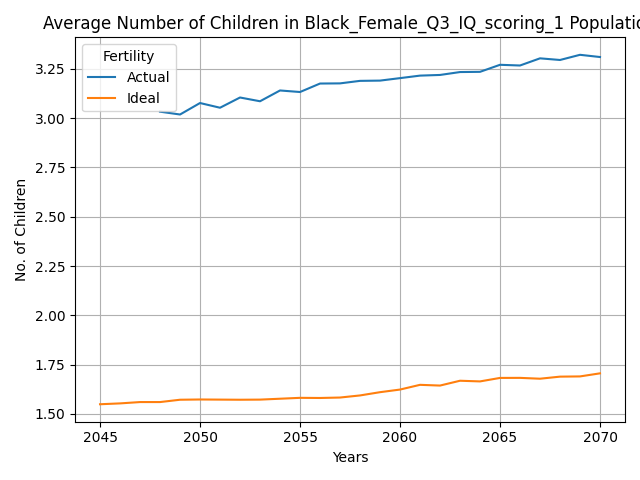 Average Number of Children in Black_Female_Q3_IQ_scoring_1 Populatio
Fertility
Actual
Ideal
3.25
3.00
2.75
2.50
2.25
2.00
1.75
1.50
No. of Children
2045 2050 2055 2060 2065 2070
Years